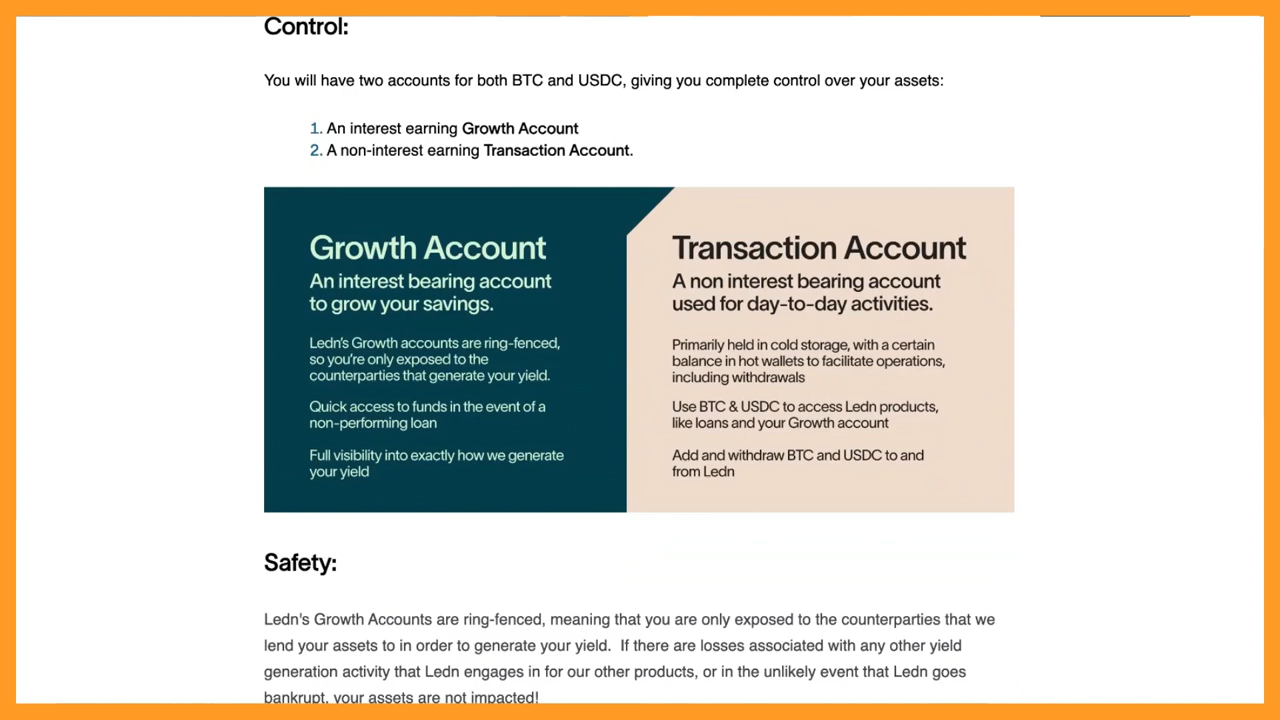 Control:
You will have two accounts for both BTC and USDC, giving you complete control over your assets:
1. An interest earning Growth Account
2. A non-interest earning Transaction Account.
Growth Account
An interest bearing account
to grow your savings.
Ledn's Growth accounts are ring-fenced,
so you're only exposed to the
counterparties that generate your yield.
Quick access to funds in the event of a
non-performing loan
Full visibility into exactly how we generate
your yield
Transaction Account
A non interest bearing account
used for day-to-day activities.
Primarily held in cold storage, with a certain
balance in hot wallets to facilitate operations,
including withdrawals
Use BTC & USDC to access Ledn products,
like loans and your Growth account
Add and withdraw BTC and USDC to and
from Ledn
Safety:
Ledn's Growth Accounts are ring-fenced, meaning that you are only exposed to the counterparties that we
lend your assets to in order to generate your yield.  If there are losses associated with any other yield
generation activity that Ledn engages in for our other products, or in the unlikely event that Ledn goes
bankrupt, your assets are not impacted!